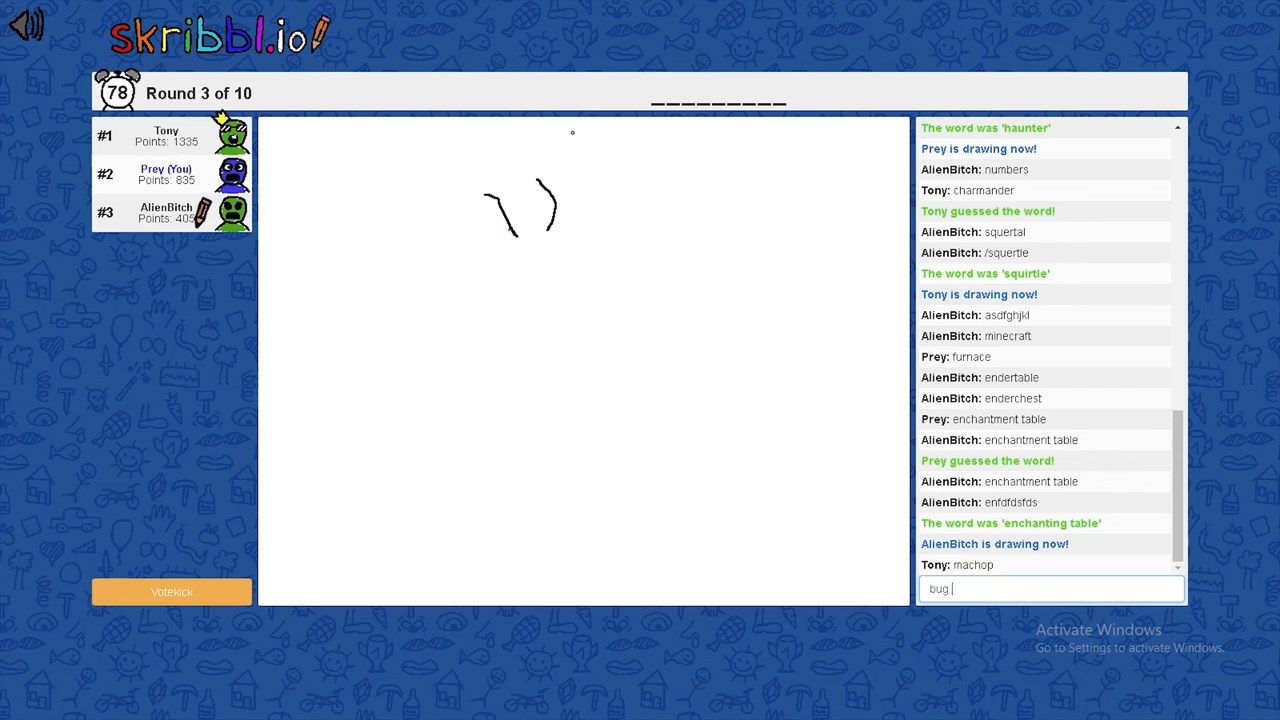 skribbl.io
78
Round 3 of 10
_________
#1
Tony
Points: 1335
#2
Prey (You)
Points: 835
#3
AlienBitch
Points: 405
Votekick
The word was 'haunter'
Prey is drawing now!
AlienBitch: numbers
Tony: charmander
Tony guessed the word!
AlienBitch: squertal
AlienBitch: /squertle
The word was 'squirtle'
Tony is drawing now!
AlienBitch: asdfghjkl
AlienBitch: minecraft
Prey: furnace
AlienBitch: endertable
AlienBitch: enderchest
Prey: enchantment table
AlienBitch: enchantment table
Prey guessed the word!
AlienBitch: enchantment table
AlienBitch: enfdfdsfds
The word was 'enchanting table'
AlienBitch is drawing now!
Tony: machop
bug
Activate Windows
Go to Settings to activate Windows.